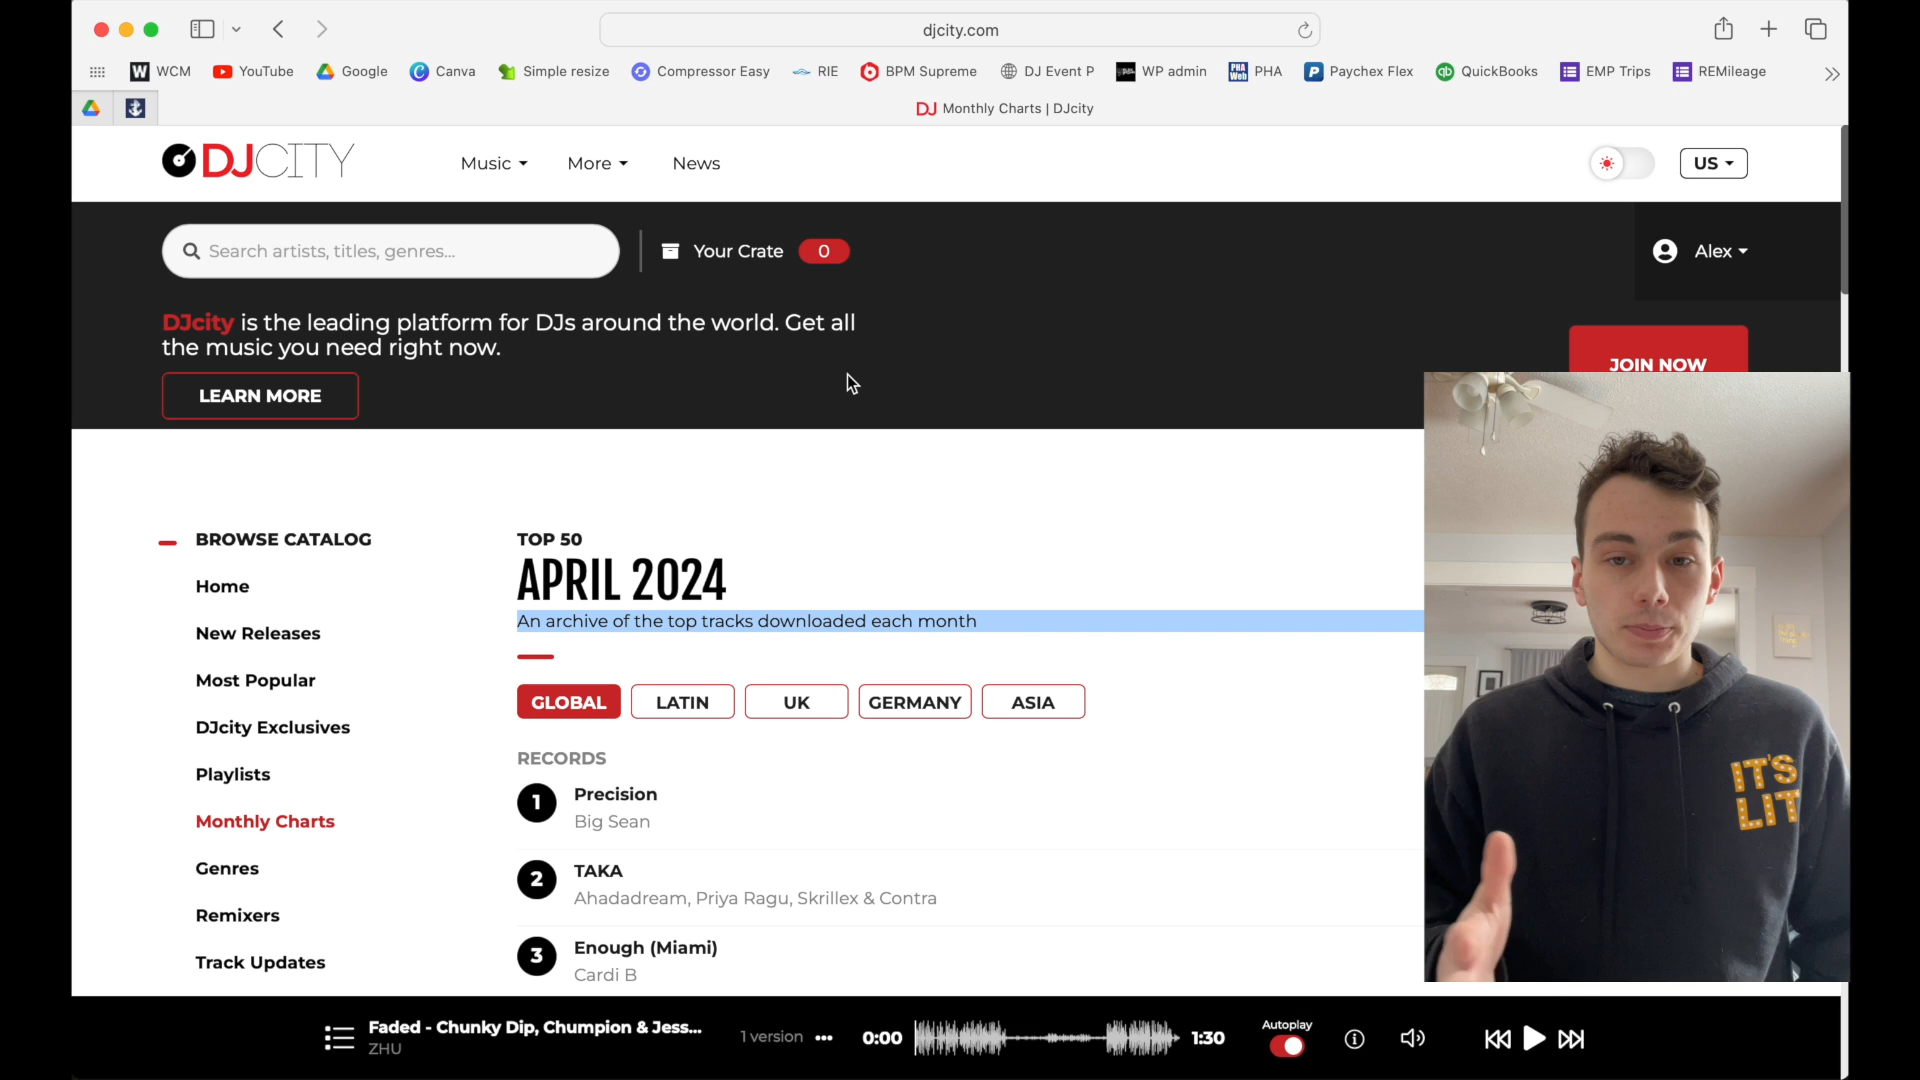 djcity.com
WCM
YouTube
Google
Canva
Simple resize
Compressor Easy
RIE
BPM Supreme
DJ Event P
WP admin
PHA
Web
PHA
Paychex Flex
QuickBooks
EMP Trips
REMileage
DJ Monthly Charts | DJcity
DJCITY
Music
More
News
US
Search artists, titles, genres...
Your Crate 0
Alex
DJcity is the leading platform for DJs around the world. Get all
the music you need right now.
LEARN MORE
JOIN NOW
BROWSE CATALOG
Home
New Releases
Most Popular
DJcity Exclusives
Playlists
Monthly Charts
Genres
Remixers
Track Updates
TOP 50
APRIL 2024
An archive of the top tracks downloaded each month
GLOBAL
LATIN
UK
GERMANY
ASIA
RECORDS
1 Precision
Big Sean
2 TAKA
Ahadadream, Priya Ragu, Skrillex & Contra
3 Enough (Miami)
Cardi B
IT'S
LIT
Faded - Chunky Dip, Chumpion & Jess...
ZHU
1 version
0:00
1:30
Autoplay